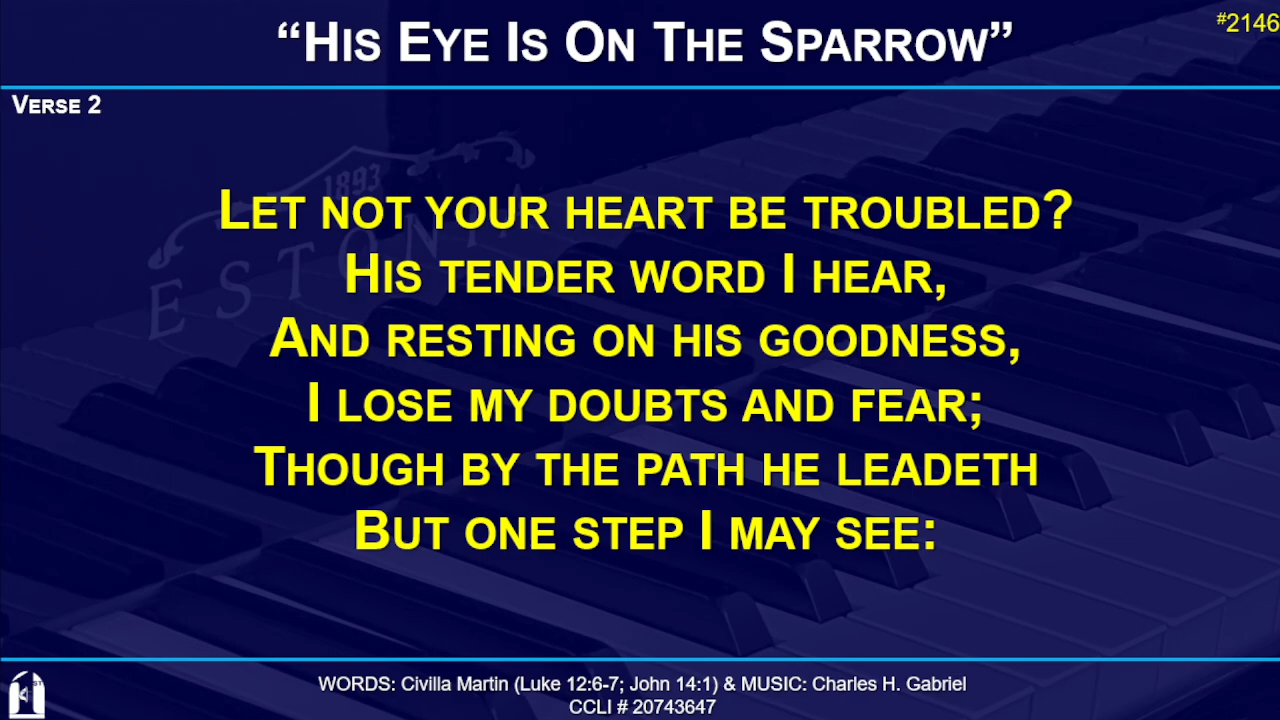 “HIS EYE IS ON THE SPARROW”
#2146
VERSE 2
1893
ESTONIA
LET NOT YOUR HEART BE TROUBLED?
HIS TENDER WORD I HEAR,
AND RESTING ON HIS GOODNESS,
I LOSE MY DOUBTS AND FEAR;
THOUGH BY THE PATH HE LEADETH
BUT ONE STEP I MAY SEE:
WORDS: Civilla Martin (Luke 12:6-7; John 14:1) & MUSIC: Charles H. Gabriel
CCLI # 20743647